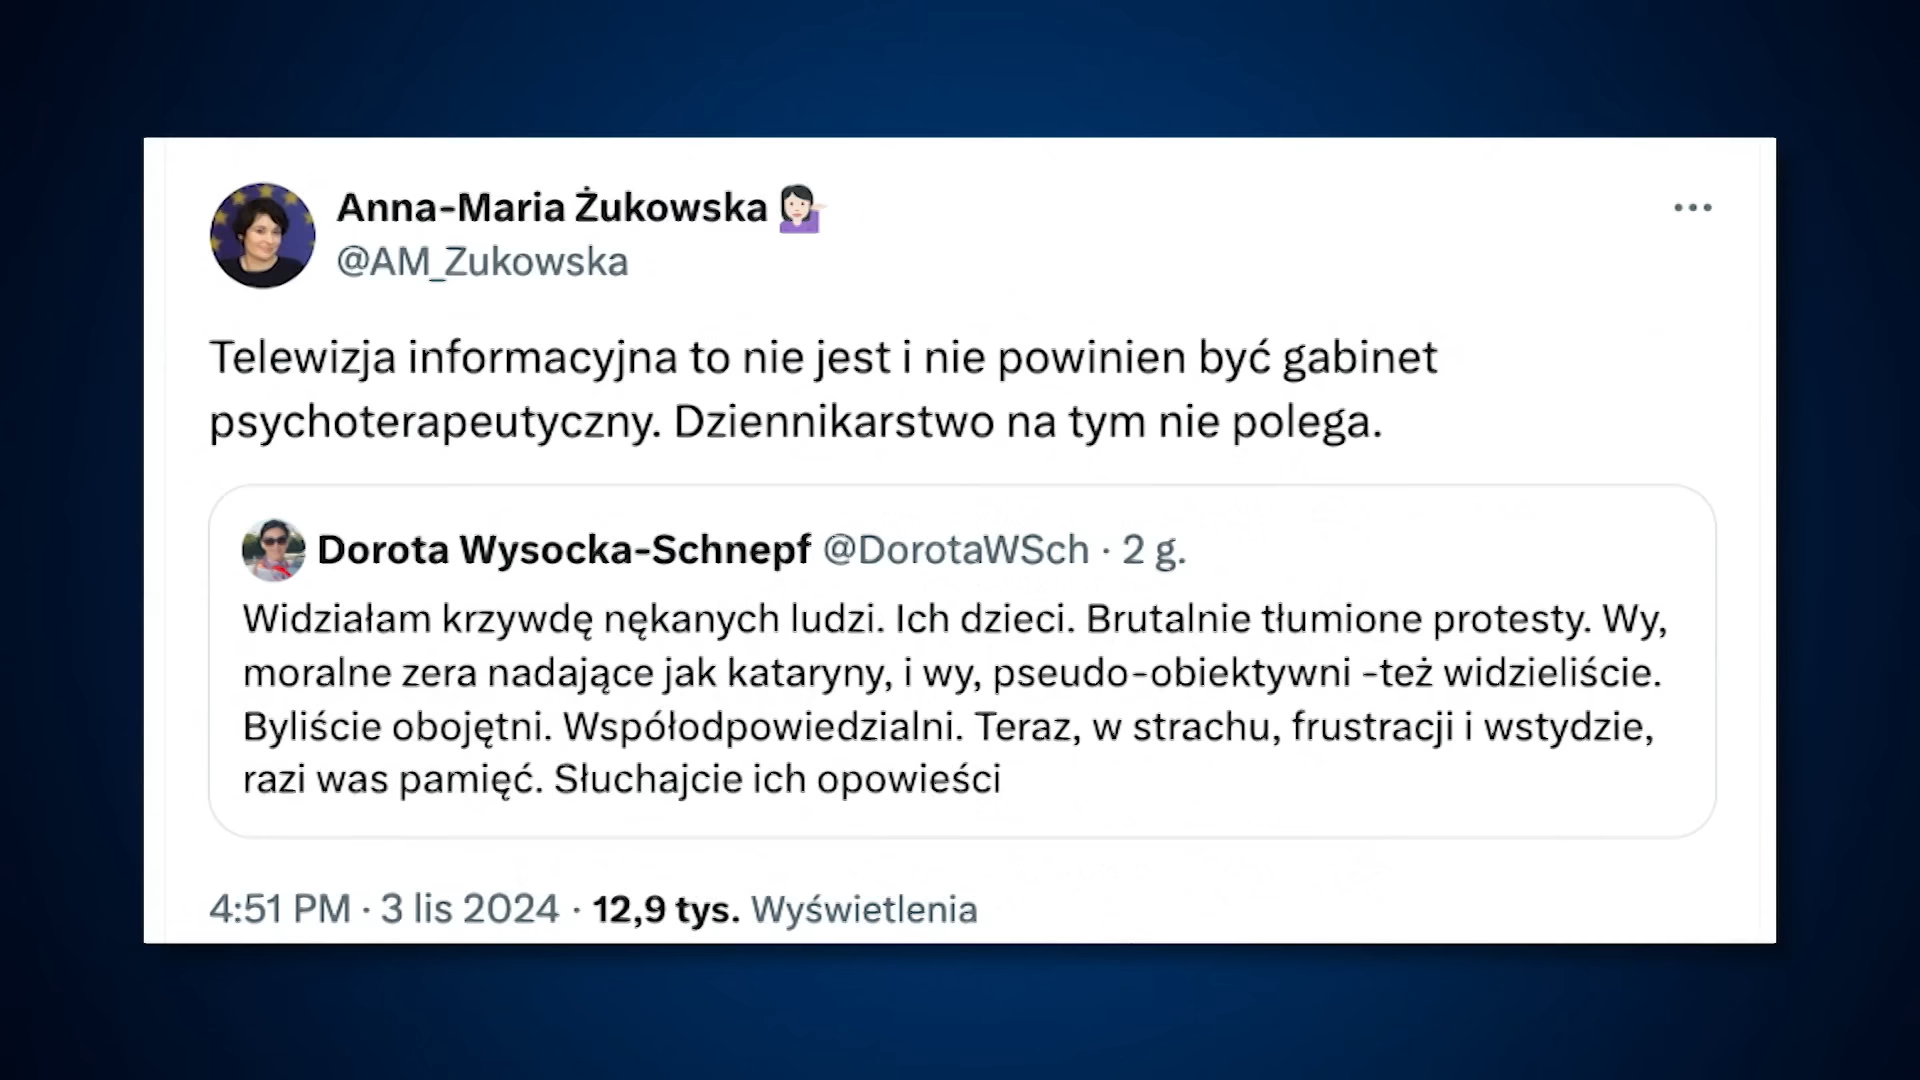 Anna-Maria Żukowska 💁🏻‍♀️
@AM_Zukowska
Telewizja informacyjna to nie jest i nie powinien być gabinet
psychoterapeutyczny. Dziennikarstwo na tym nie polega.
Dorota Wysocka-Schnepf @DorotaWSch · 2 g.
Widziałam krzywdę nękanych ludzi. Ich dzieci. Brutalnie tłumione protesty. Wy,
moralne zera nadające jak kataryny, i wy, pseudo-obiektywni -też widzieliście.
Byliście obojętni. Współodpowiedzialni. Teraz, w strachu, frustracji i wstydzie,
razi was pamięć. Słuchajcie ich opowieści
4:51 PM · 3 lis 2024 · 12,9 tys. Wyświetlenia